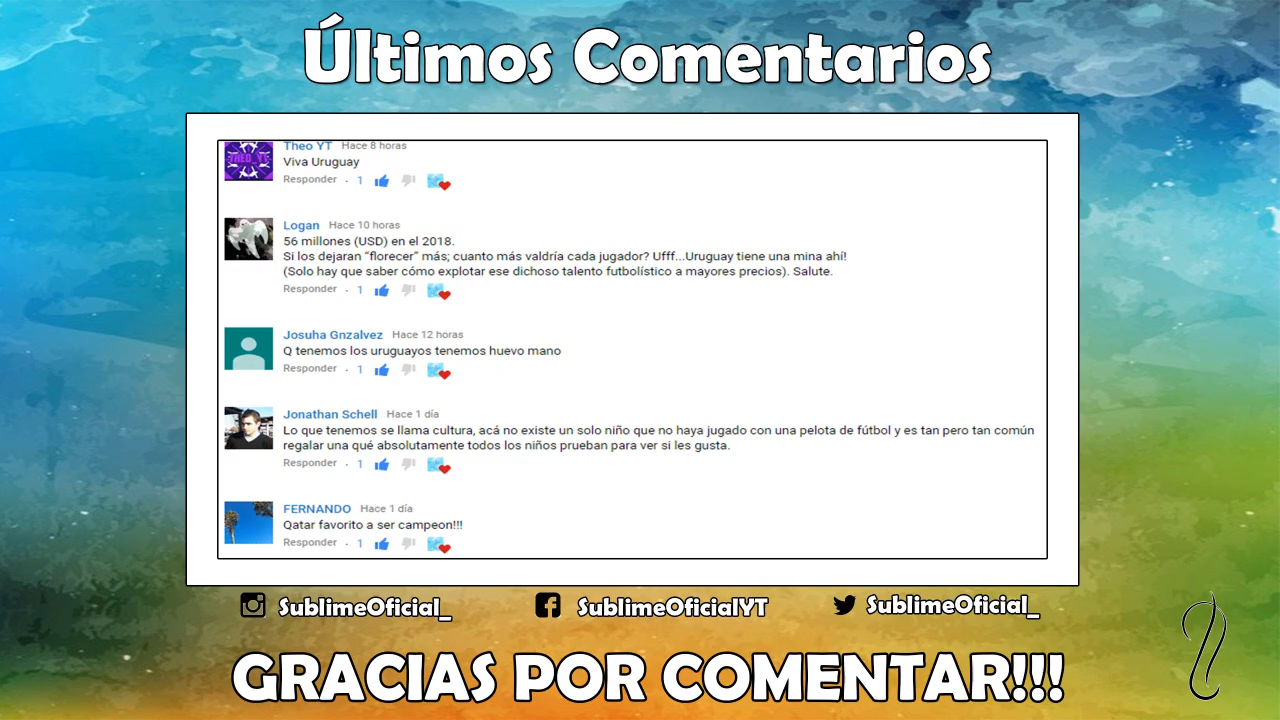 Últimos Comentarios
THEO_YT
Theo YT Hace 8 horas
Viva Uruguay
Responder · 1
Logan Hace 10 horas
56 millones (USD) en el 2018.
Si los dejaran “florecer” más; cuanto más valdría cada jugador? Ufff...Uruguay tiene una mina ahí!
(Solo hay que saber cómo explotar ese dichoso talento futbolístico a mayores precios). Salute.
Responder · 1
Josuha Gnzalvez Hace 12 horas
Q tenemos los uruguayos tenemos huevo mano
Responder · 1
Jonathan Schell Hace 1 día
Lo que tenemos se llama cultura, acá no existe un solo niño que no haya jugado con una pelota de fútbol y es tan pero tan común
regalar una qué absolutamente todos los niños prueban para ver si les gusta.
Responder · 1
FERNANDO Hace 1 día
Qatar favorito a ser campeon!!!
Responder · 1
SublimeOficial_ SublimeOficialYT SublimeOficial_
GRACIAS POR COMENTAR!!!